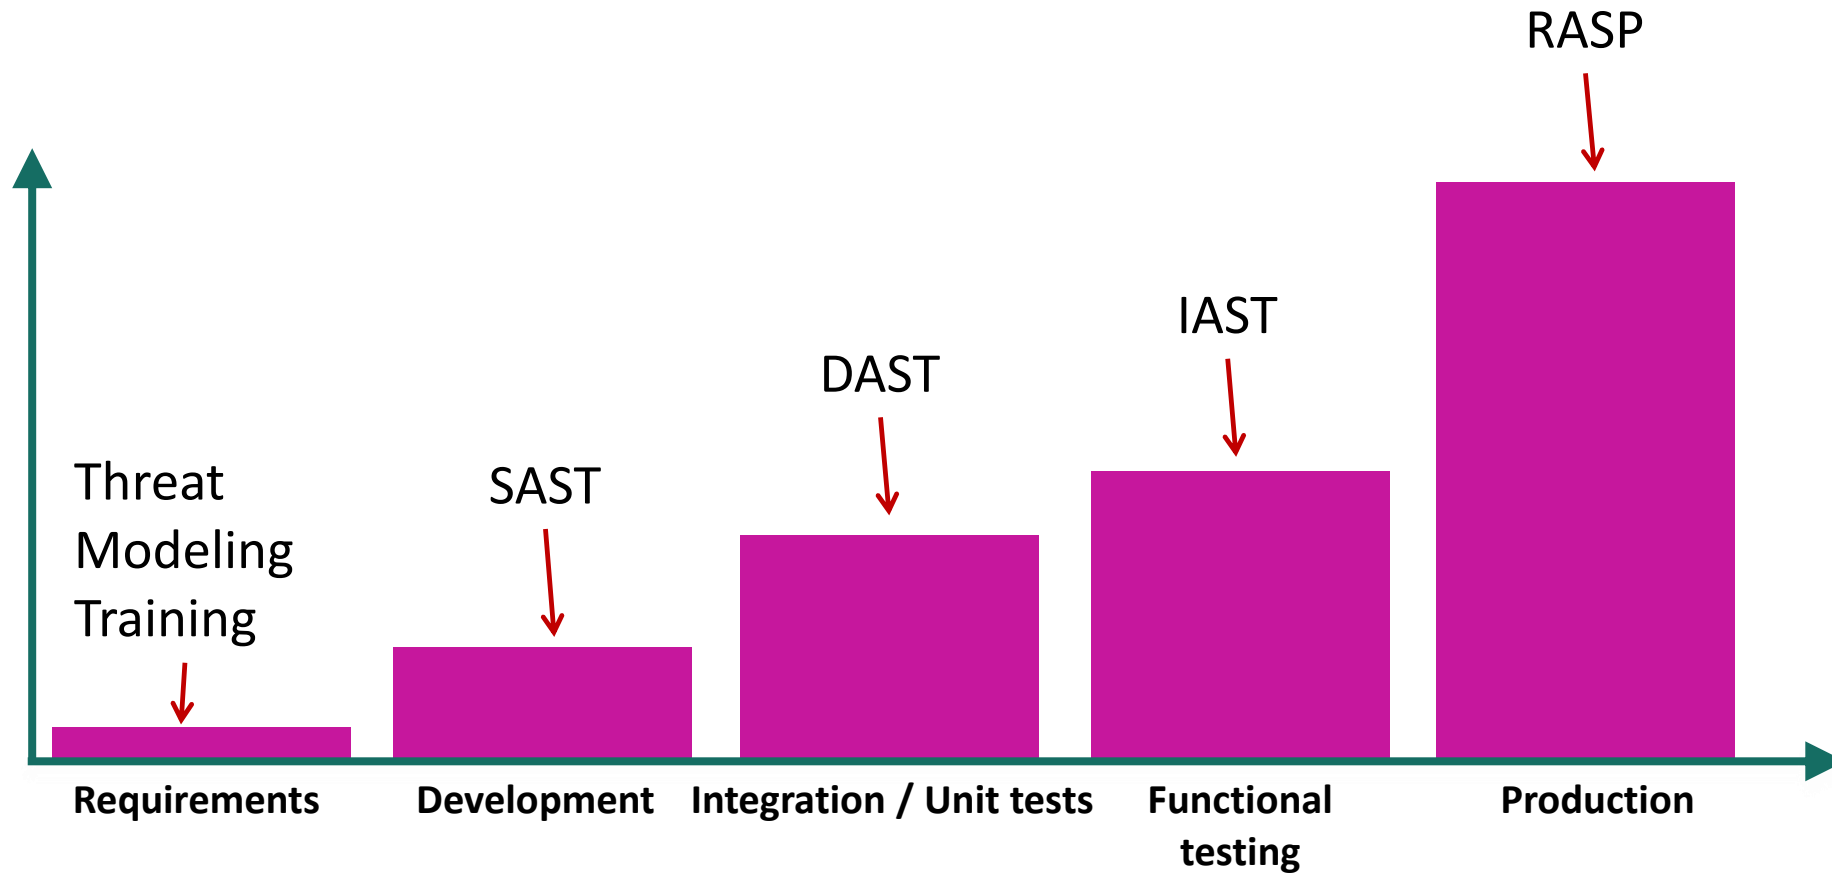 RASP
IAST
DAST
SAST
Threat
Modeling
Training
Requirements
Development
Integration / Unit tests
Functional
testing
Production